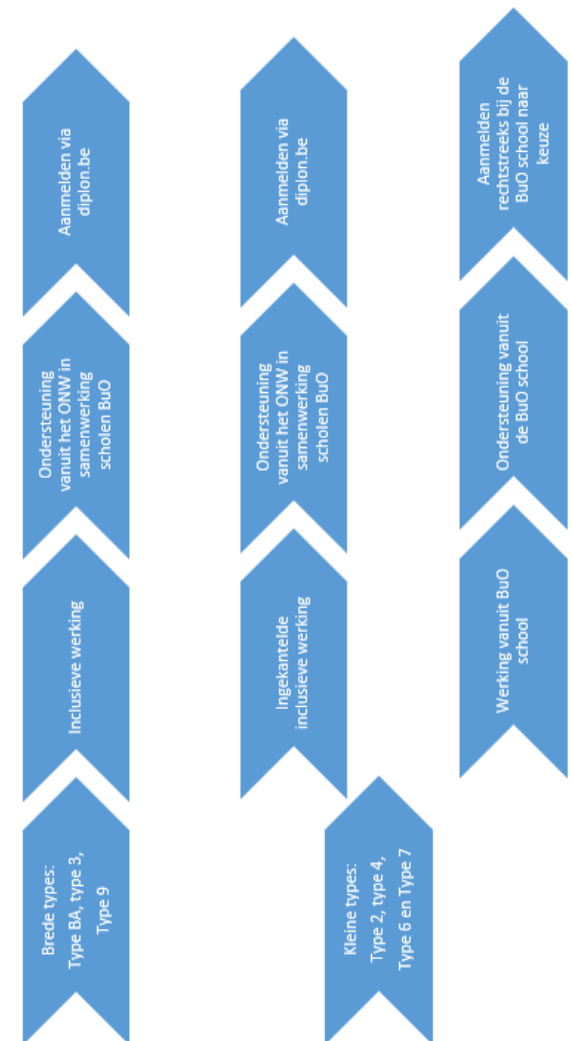 Brede types:
Type BA, type 3,
Type 9
Inclusieve werking
Ondersteuning
vanuit het ONW in
samenwerking
scholen BuO
Aanmelden via
diplon.be
Kleine types:
Type 2, type 4,
Type 6 en Type 7
Ingekantelde
inclusieve werking
Ondersteuning
vanuit het ONW in
samenwerking
scholen BuO
Aanmelden via
diplon.be
Werking vanuit BuO
school
Ondersteuning vanuit
de BuO school
Aanmelden
rechtstreeks bij de
BuO school naar
keuze